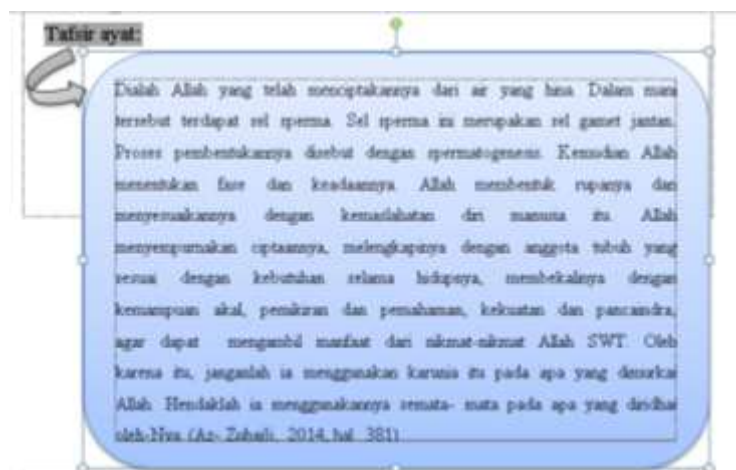 Tafsir ayat:
Dialah Allah yang telah menciptakannya dari air yang hina. Dalam mani
tersebut terdapat sel sperma. Sel sperma ini merupakan sel gamet jantan.
Proses pembentukannya disebut dengan spermatogenesis. Kemudian Allah
menentukan fase dan keadaannya. Allah membentuk rupanya dan
menyesuaikannya dengan kemaslahatan diri manusia itu. Allah
menyempurnakan ciptaannya, melengkapinya dengan anggota tubuh yang
sesuai dengan kebutuhan selama hidupnya, membekalinya dengan
kemampuan akal, pemikiran dan pemahaman, kekuatan dan pancaindra,
agar dapat mengambil manfaat dari nikmat-nikmat Allah SWT. Oleh
karena itu, janganlah ia menggunakan karunia itu pada apa yang dimurkai
Allah. Hendaklah ia menggunakannya semata- mata pada apa yang diridhai
oleh-Nya. (Az- Zuhaili, 2014, hal. 381)